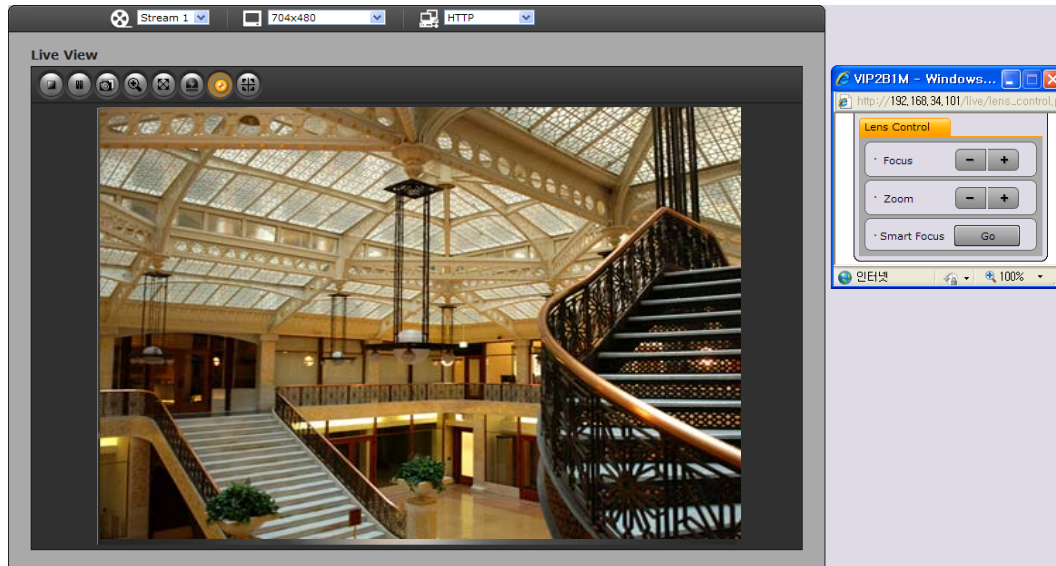 Stream 1
704x480
HTTP
Live View
VIP2B1M - Windows...
http://192,168,34,101/live/lens_control,p
Lens Control
· Focus
- +
· Zoom
- +
· Smart Focus
Go
인터넷
100%